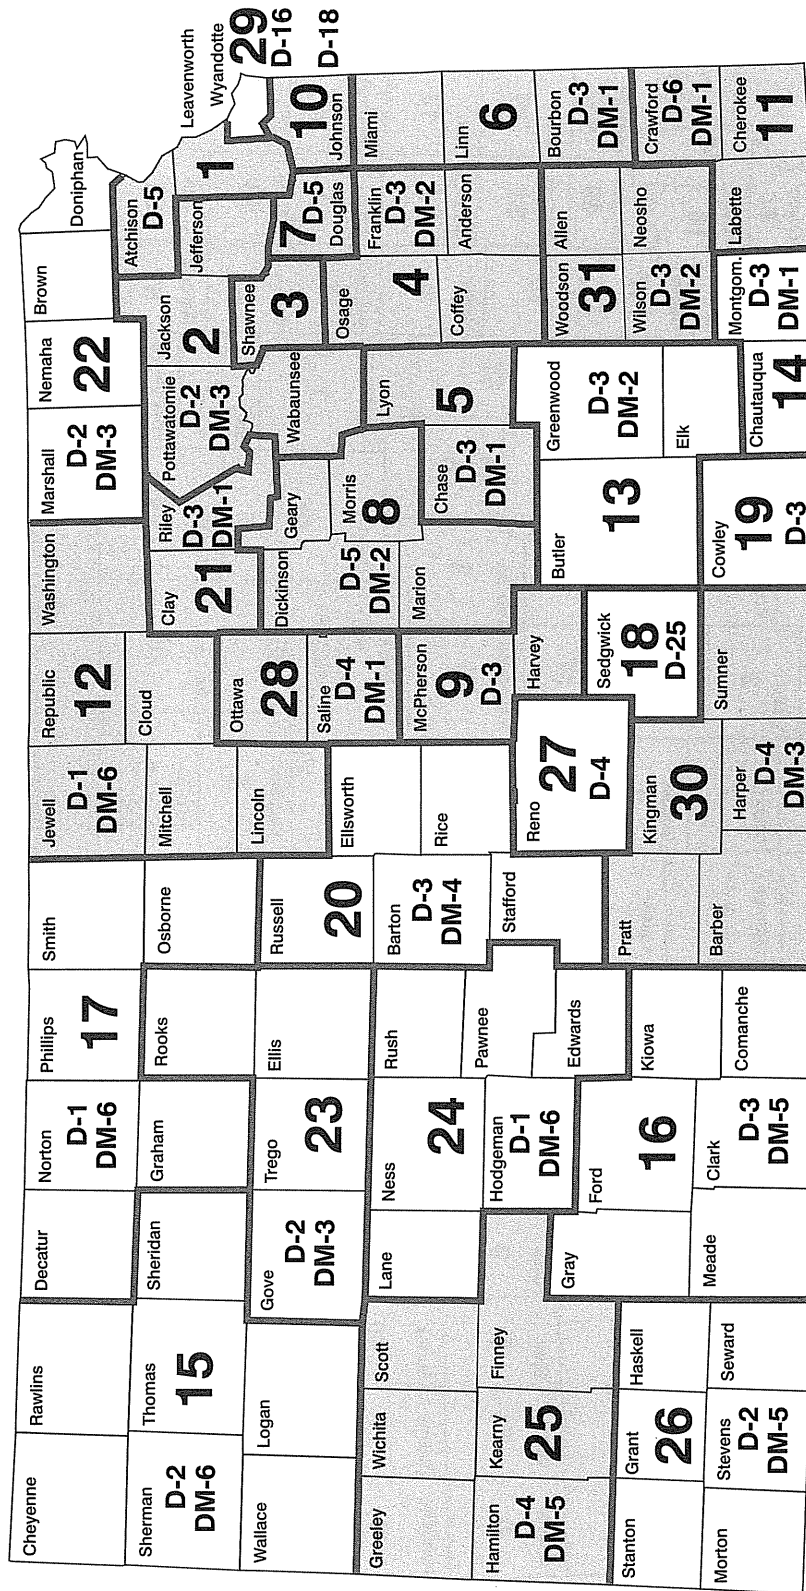 Cheyenne
Rawlins
Decatur
Norton
D-1
DM-6
Phillips
17
Smith
Jewell
D-1
DM-6
Republic
12
Washington
Marshall
D-2
DM-3
Nemaha
22
Brown
Doniphan
Sherman
D-2
DM-6
Thomas
15
Sheridan
Graham
Rooks
Osborne
Mitchell
Cloud
Clay
21
Riley
D-3
DM-1
Pottawatomie
D-2
DM-3
Jackson
2
Atchison
D-5
Jefferson
1
Leavenworth
Wyandotte
29
D-16
D-18
Wallace
Logan
Gove
D-2
DM-3
Trego
23
Ellis
Russell
20
Lincoln
Ottawa
28
Saline
D-4
DM-1
Dickinson
D-5
DM-2
Geary
Morris
8
Wabaunsee
Shawnee
3
7
D-5
Douglas
10
Johnson
Greeley
Wichita
Scott
Lane
Ness
24
Rush
Barton
D-3
DM-4
Ellsworth
Rice
McPherson
9
D-3
Marion
Chase
D-3
DM-1
Lyon
5
Osage
4
Coffey
Franklin
D-3
DM-2
Anderson
Miami
Linn
6
Hamilton
D-4
DM-5
Kearny
25
Finney
Hodgeman
D-1
DM-6
Pawnee
Edwards
Stafford
Reno
27
D-4
Harvey
Sedgwick
18
D-25
Butler
13
Greenwood
D-3
DM-2
Elk
Woodson
31
Wilson
D-3
DM-2
Allen
Neosho
Bourbon
D-3
DM-1
Crawford
D-6
DM-1
Stanton
Grant
26
Haskell
Gray
Ford
16
Kiowa
Pratt
Kingman
30
Morton
Stevens
D-2
DM-5
Seward
Meade
Clark
D-3
DM-5
Comanche
Barber
Harper
D-4
DM-3
Sumner
Cowley
19
D-3
Chautauqua
14
Montgom.
D-3
DM-1
Labette
Cherokee
11